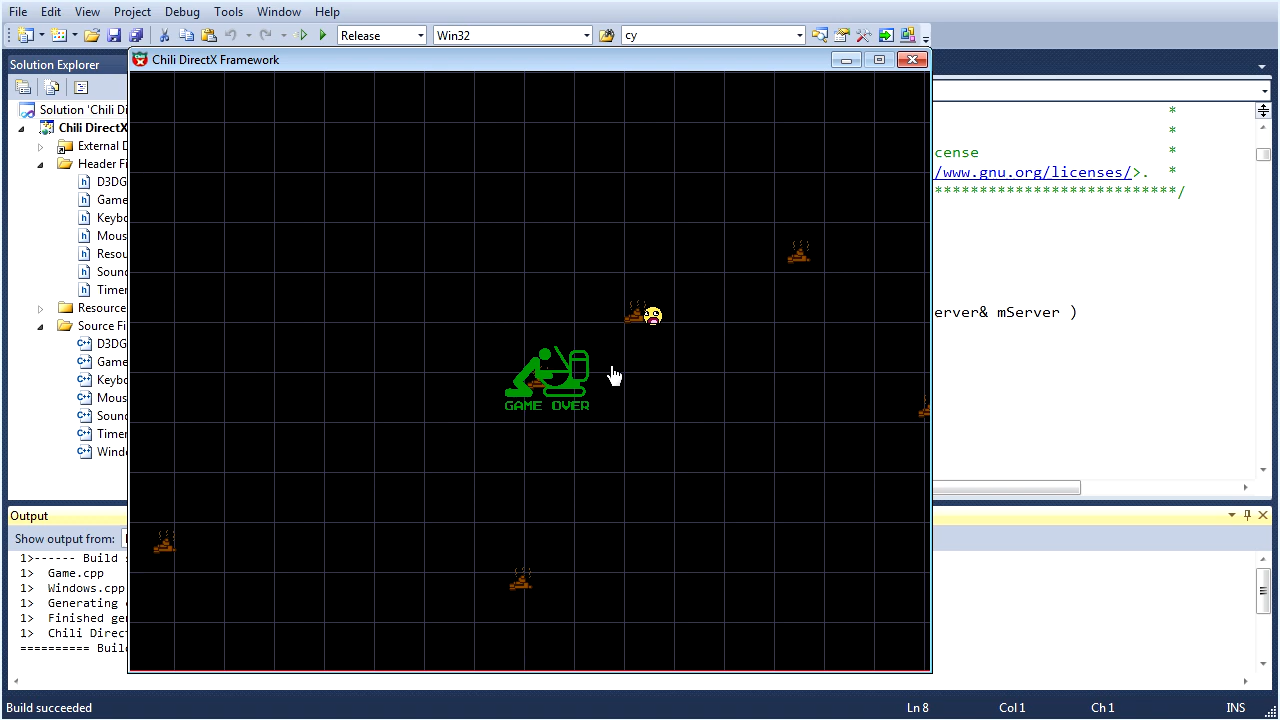 File Edit View Project Debug Tools Window Help
Release Win32 cy
Solution Explorer
Chili DirectX Framework
Solution 'Chili Di
Chili DirectX
External D
Header Fi
D3DG
Game
Keybo
Mous
Resou
Sound
Timer
Resource
Source Fi
D3DG
Game
Keybo
Mous
Sound
Timer
Windo
*
*
cense *
/www.gnu.org/licenses/>. *
***************************/
erver& mServer )
GAME OVER
Output
Show output from:
1>------ Build s
1> Game.cpp
1> Windows.cpp
1> Generating
1> Finished gen
1> Chili Direct
========== Buil
Build succeeded Ln 8 Col 1 Ch 1 INS